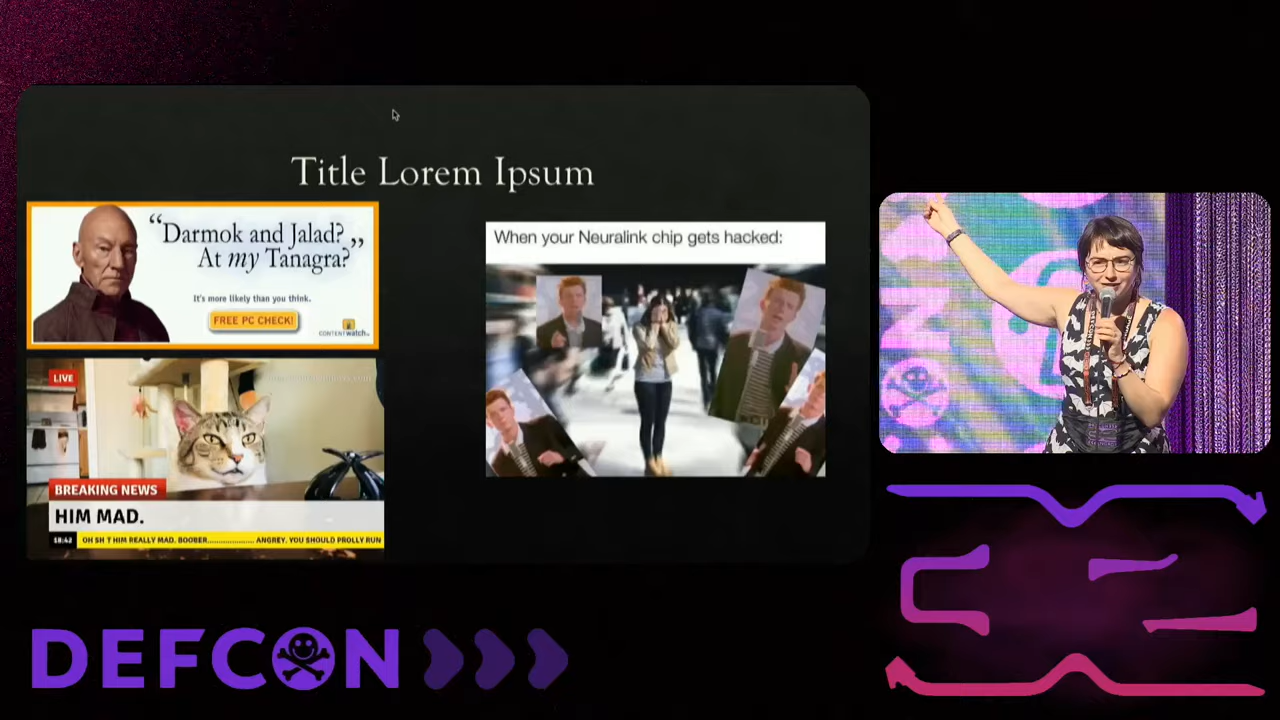 Title Lorem Ipsum
“Darmok and Jalad?
At my Tanagra?”
It's more likely than you think.
FREE PC CHECK!
CONTENTwatch
When your Neuralink chip gets hacked:
LIVE
BREAKING NEWS
HIM MAD.
18:42 OH SH T HIM REALLY MAD. BOOBER..................... ANGREY. YOU SHOULD PROLLY RUN
DEFCON